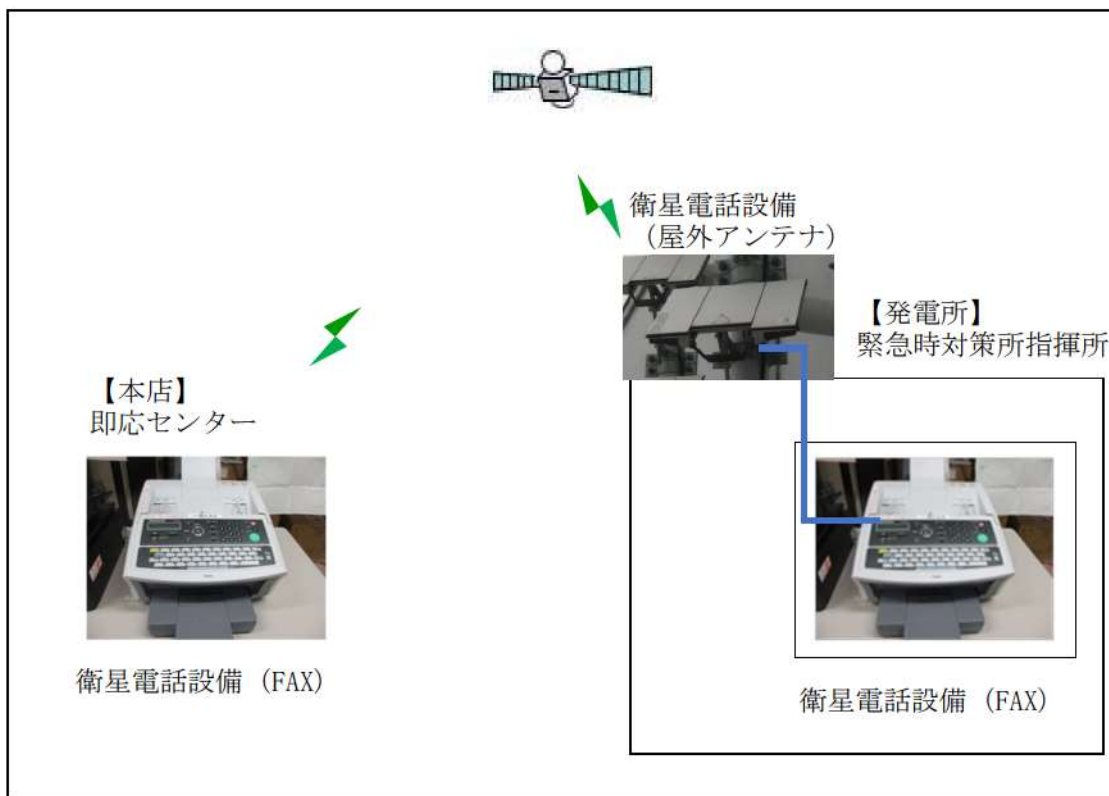 衛星電話設備
（屋外アンテナ）
【発電所】
緊急時対策所指揮所
【本店】
即応センター
衛星電話設備 (FAX)
衛星電話設備 (FAX)